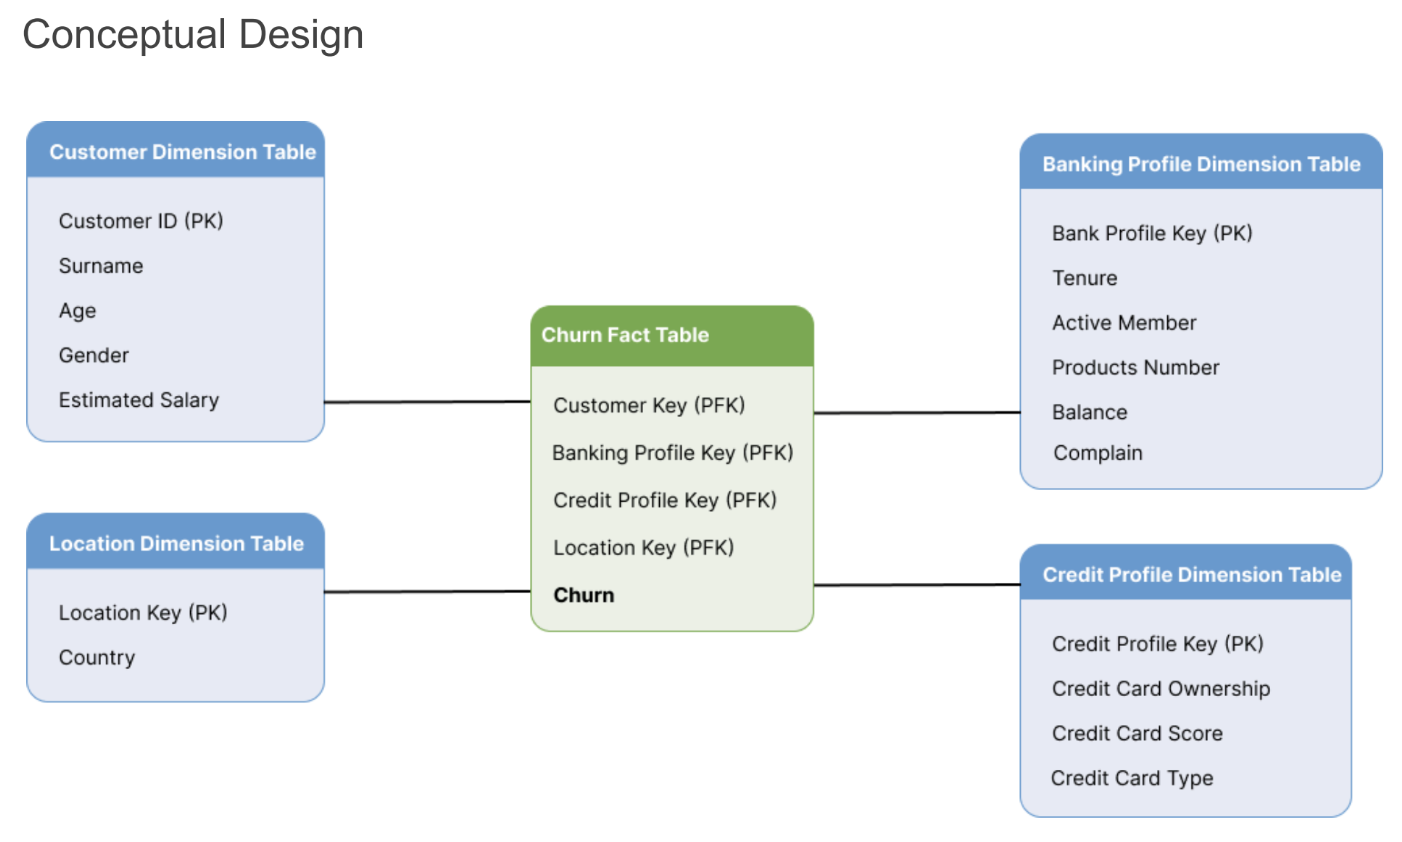 Conceptual Design
Customer Dimension Table
Customer ID (PK)
Surname
Age
Gender
Estimated Salary
Location Dimension Table
Location Key (PK)
Country
Churn Fact Table
Customer Key (PFK)
Banking Profile Key (PFK)
Credit Profile Key (PFK)
Location Key (PFK)
Churn
Banking Profile Dimension Table
Bank Profile Key (PK)
Tenure
Active Member
Products Number
Balance
Complain
Credit Profile Dimension Table
Credit Profile Key (PK)
Credit Card Ownership
Credit Card Score
Credit Card Type